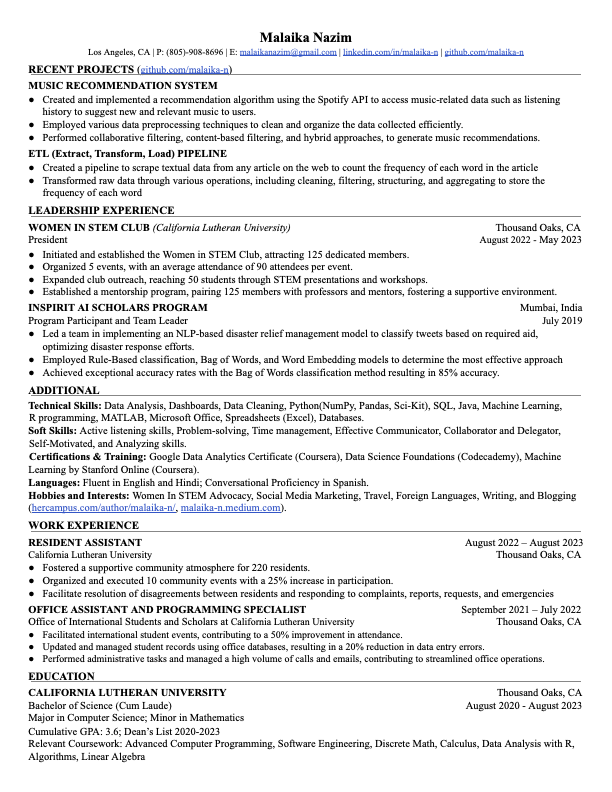 Malaika Nazim
Los Angeles, CA | P: (805)-908-8696 | E: malaikanazim@gmail.com | linkedin.com/in/malaika-n | github.com/malaika-n
RECENT PROJECTS (github.com/malaika-n)
MUSIC RECOMMENDATION SYSTEM
● Created and implemented a recommendation algorithm using the Spotify API to access music-related data such as listening
history to suggest new and relevant music to users.
● Employed various data preprocessing techniques to clean and organize the data collected efficiently.
● Performed collaborative filtering, content-based filtering, and hybrid approaches, to generate music recommendations.
ETL (Extract, Transform, Load) PIPELINE
● Created a pipeline to scrape textual data from any article on the web to count the frequency of each word in the article
● Transformed raw data through various operations, including cleaning, filtering, structuring, and aggregating to store the
frequency of each word
LEADERSHIP EXPERIENCE
WOMEN IN STEM CLUB (California Lutheran University) Thousand Oaks, CA
President August 2022 - May 2023
● Initiated and established the Women in STEM Club, attracting 125 dedicated members.
● Organized 5 events, with an average attendance of 90 attendees per event.
● Expanded club outreach, reaching 50 students through STEM presentations and workshops.
● Established a mentorship program, pairing 125 members with professors and mentors, fostering a supportive environment.
INSPIRIT AI SCHOLARS PROGRAM Mumbai, India
Program Participant and Team Leader July 2019
● Led a team in implementing an NLP-based disaster relief management model to classify tweets based on required aid,
optimizing disaster response efforts.
● Employed Rule-Based classification, Bag of Words, and Word Embedding models to determine the most effective approach
● Achieved exceptional accuracy rates with the Bag of Words classification method resulting in 85% accuracy.
ADDITIONAL
Technical Skills: Data Analysis, Dashboards, Data Cleaning, Python(NumPy, Pandas, Sci-Kit), SQL, Java, Machine Learning,
R programming, MATLAB, Microsoft Office, Spreadsheets (Excel), Databases.
Soft Skills: Active listening skills, Problem-solving, Time management, Effective Communicator, Collaborator and Delegator,
Self-Motivated, and Analyzing skills.
Certifications & Training: Google Data Analytics Certificate (Coursera), Data Science Foundations (Codecademy), Machine
Learning by Stanford Online (Coursera).
Languages: Fluent in English and Hindi; Conversational Proficiency in Spanish.
Hobbies and Interests: Women In STEM Advocacy, Social Media Marketing, Travel, Foreign Languages, Writing, and Blogging
(hercampus.com/author/malaika-n/, malaika-n.medium.com).
WORK EXPERIENCE
RESIDENT ASSISTANT August 2022 – August 2023
California Lutheran University Thousand Oaks, CA
● Fostered a supportive community atmosphere for 220 residents.
● Organized and executed 10 community events with a 25% increase in participation.
● Facilitate resolution of disagreements between residents and responding to complaints, reports, requests, and emergencies
OFFICE ASSISTANT AND PROGRAMMING SPECIALIST September 2021 – July 2022
Office of International Students and Scholars at California Lutheran University Thousand Oaks, CA
● Facilitated international student events, contributing to a 50% improvement in attendance.
● Updated and managed student records using office databases, resulting in a 20% reduction in data entry errors.
● Performed administrative tasks and managed a high volume of calls and emails, contributing to streamlined office operations.
EDUCATION
CALIFORNIA LUTHERAN UNIVERSITY Thousand Oaks, CA
Bachelor of Science (Cum Laude) August 2020 - August 2023
Major in Computer Science; Minor in Mathematics
Cumulative GPA: 3.6; Dean's List 2020-2023
Relevant Coursework: Advanced Computer Programming, Software Engineering, Discrete Math, Calculus, Data Analysis with R,
Algorithms, Linear Algebra